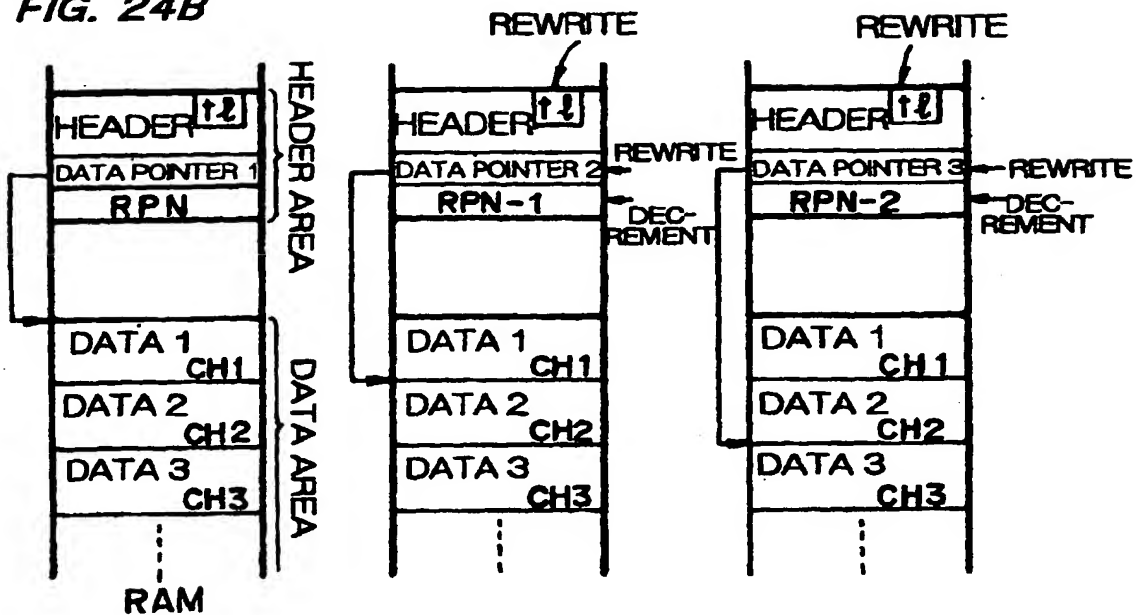 FIG. 24B
HEADER tℓ
DATA POINTER 1
RPN
HEADER AREA
DATA 1
CH1
DATA 2
CH2
DATA 3
CH3
DATA AREA
RAM
REWRITE
HEADER tℓ
DATA POINTER 2
REWRITE
RPN-1
DEC-
REMENT
DATA 1
CH1
DATA 2
CH2
DATA 3
CH3
REWRITE
HEADER tℓ
DATA POINTER 3
REWRITE
RPN-2
DEC-
REMENT
DATA 1
CH1
DATA 2
CH2
DATA 3
CH3